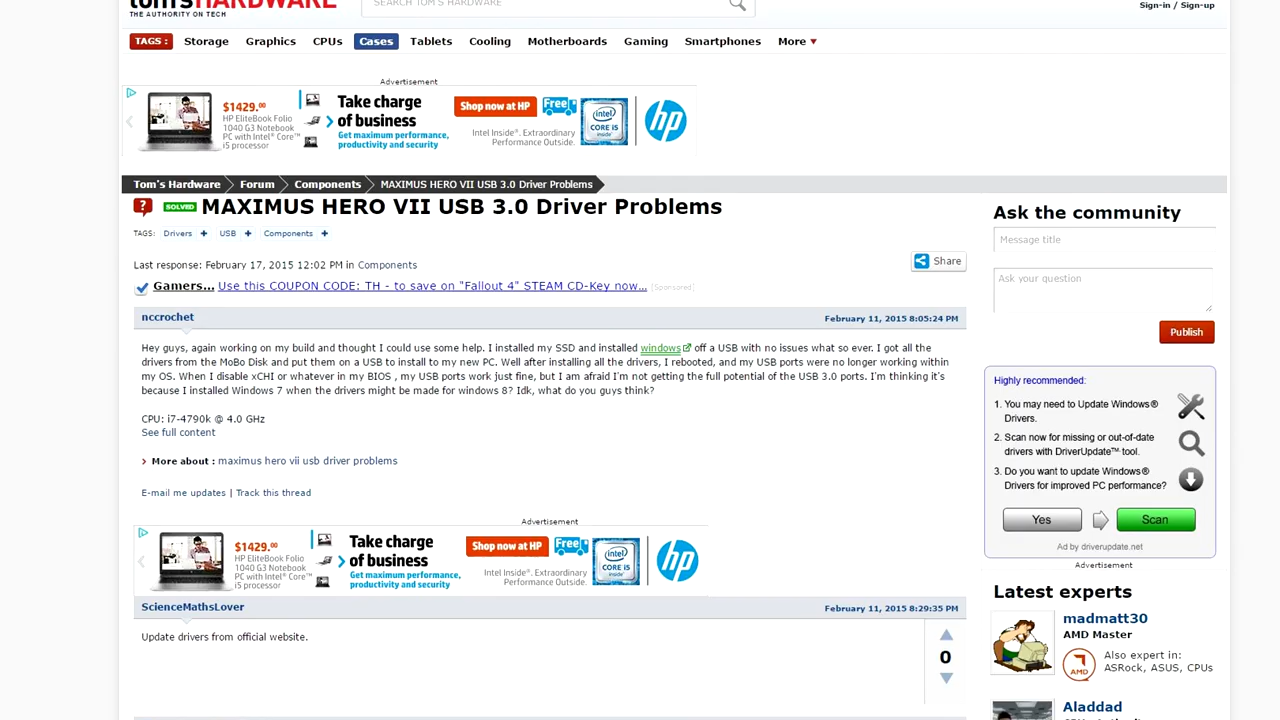 tom's HARDWARE
THE AUTHORITY ON TECH
SEARCH TOM'S HARDWARE
Sign-in / Sign-up
TAGS : Storage Graphics CPUs Cases Tablets Cooling Motherboards Gaming Smartphones More
Advertisement
$1429.00
HP EliteBook Folio
1040 G3 Notebook
PC with Intel® Core™
i5 processor
Take charge
of business
Get maximum performance,
productivity and security
Shop now at HP
Free
Intel Inside®. Extraordinary
Performance Outside.
intel
CORE i5
inside
hp
Tom's Hardware Forum Components MAXIMUS HERO VII USB 3.0 Driver Problems
? SOLVED MAXIMUS HERO VII USB 3.0 Driver Problems
TAGS: Drivers + USB + Components +
Last response: February 17, 2015 12:02 PM in Components
Share
Gamers... Use this COUPON CODE: TH - to save on "Fallout 4" STEAM CD-Key now... [Sponsored]
nccrochet February 11, 2015 8:05:24 PM
Hey guys, again working on my build and thought I could use some help. I installed my SSD and installed windows off a USB with no issues what so ever. I got all the
drivers from the MoBo Disk and put them on a USB to install to my new PC. Well after installing all the drivers, I rebooted, and my USB ports were no longer working within
my OS. When I disable xCHI or whatever in my BIOS , my USB ports work just fine, but I am afraid I'm not getting the full potential of the USB 3.0 ports. I'm thinking it's
because I installed Windows 7 when the drivers might be made for windows 8? Idk, what do you guys think?
CPU: i7-4790k @ 4.0 GHz
See full content
More about : maximus hero vii usb driver problems
E-mail me updates | Track this thread
Advertisement
$1429.00
HP EliteBook Folio
1040 G3 Notebook
PC with Intel® Core™
i5 processor
Take charge
of business
Get maximum performance,
productivity and security
Shop now at HP
Free
Intel Inside®. Extraordinary
Performance Outside.
intel
CORE i5
inside
hp
ScienceMathsLover February 11, 2015 8:29:35 PM
Update drivers from official website.
0
Ask the community
Message title
Ask your question
Publish
Highly recommended:
1. You may need to Update Windows®
Drivers.
2. Scan now for missing or out-of-date
drivers with DriverUpdate™ tool.
3. Do you want to update Windows®
Drivers for improved PC performance?
Yes Scan
Ad by driverupdate.net
Advertisement
Latest experts
madmatt30
AMD Master
AMD
Also expert in:
ASRock, ASUS, CPUs
Aladdad